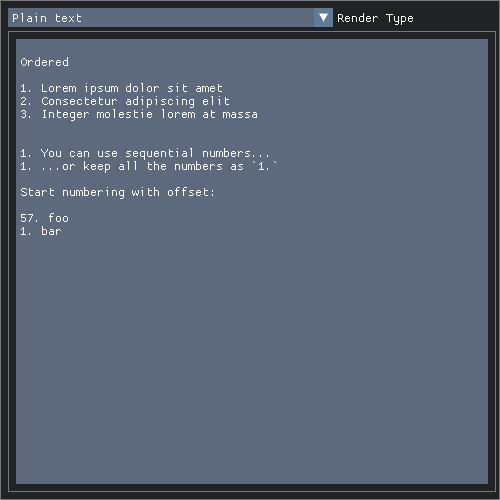 Plain text
Render Type
Ordered
1. Lorem ipsum dolor sit amet
2. Consectetur adipiscing elit
3. Integer molestie lorem at massa
1. You can use sequential numbers...
1. ...or keep all the numbers as `1.`
Start numbering with offset:
57. foo
1. bar